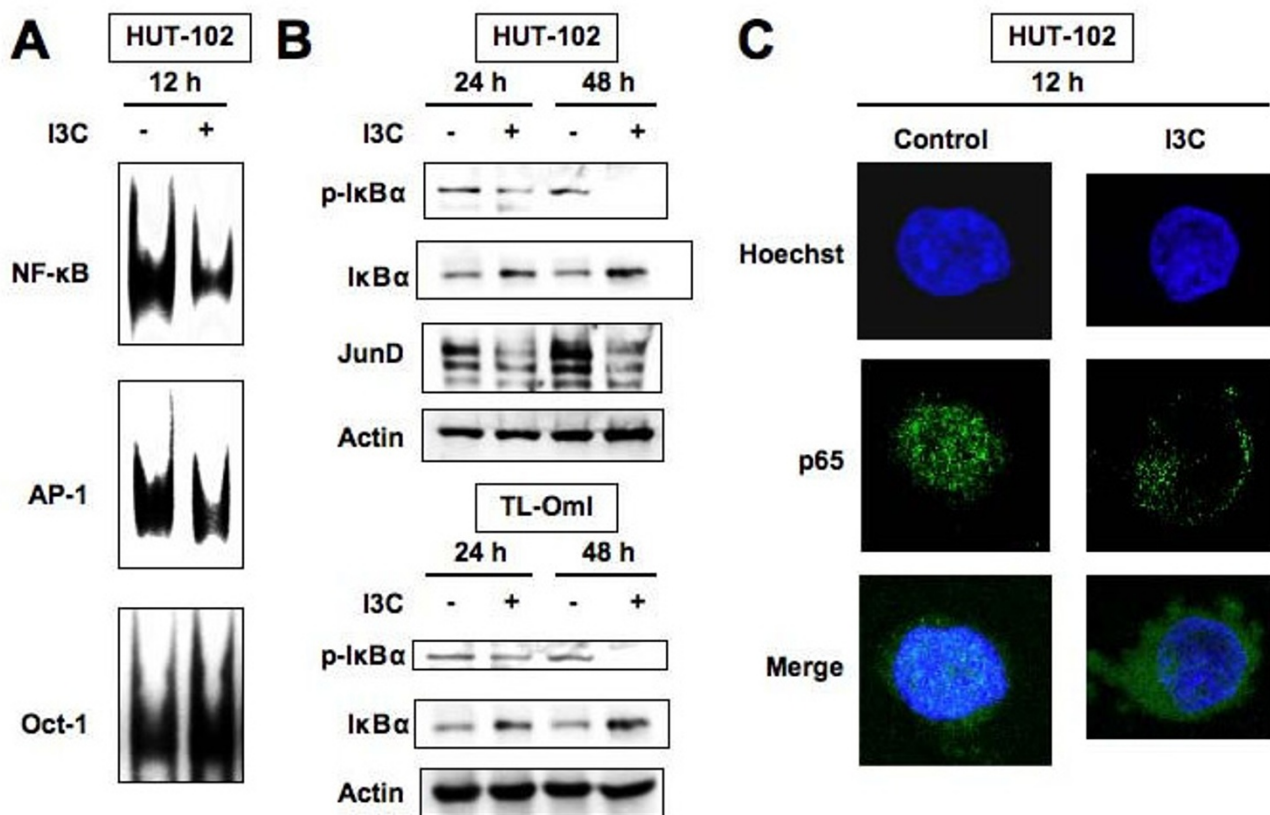 A
HUT-102
12 h
I3C - +
NF-κB
AP-1
Oct-1
B
HUT-102
24 h 48 h
I3C - + - +
p-IκBα
IκBα
JunD
Actin
TL-OmI
24 h 48 h
I3C - + - +
p-IκBα
IκBα
Actin
C
HUT-102
12 h
Control I3C
Hoechst
p65
Merge